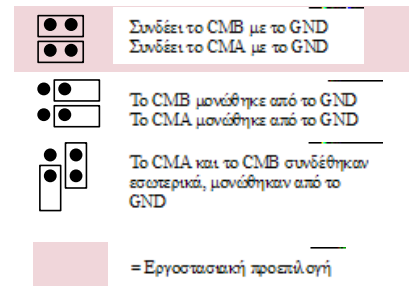 Συνδέει το CMB με το GND
Συνδέει το CMA με το GND
Το CMB μονώθηκε από το GND
Το CMA μονώθηκε από το GND
Το CMA και το CMB συνδέθηκαν
εσωτερικά, μονώθηκαν από το
GND
= Εργοστασιακή προεπιλογή